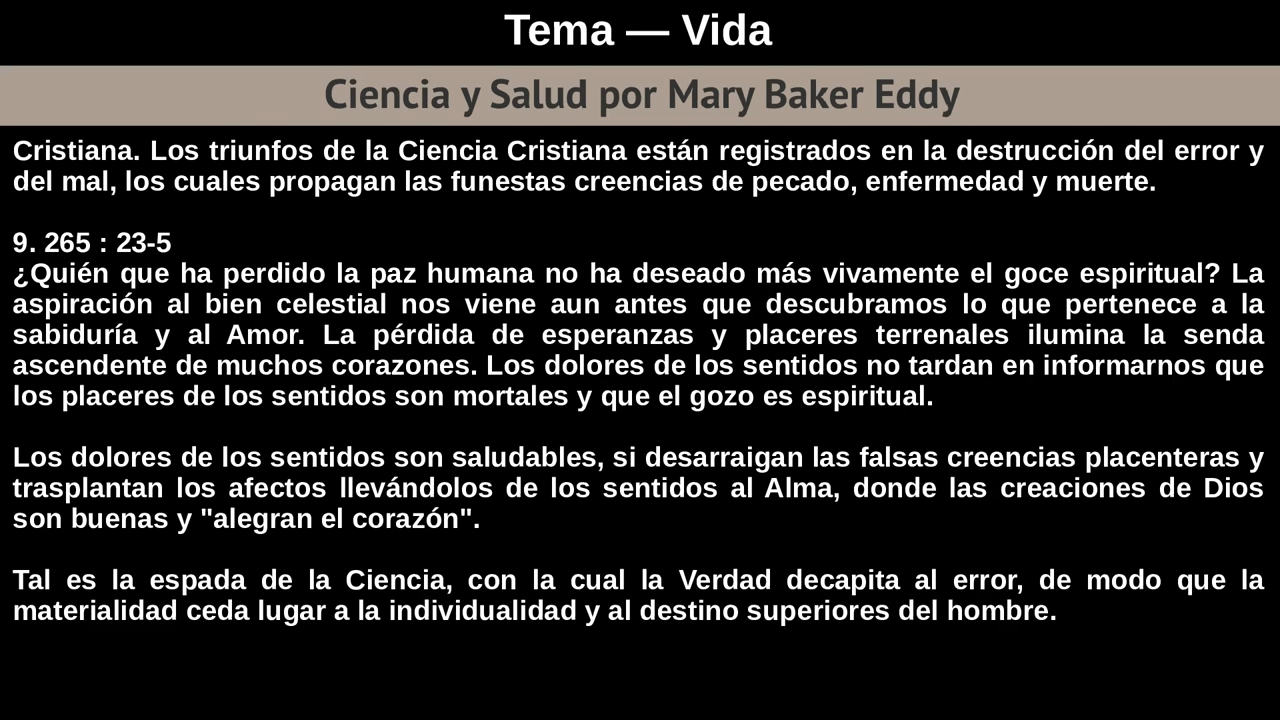 Tema — Vida
Ciencia y Salud por Mary Baker Eddy
Cristiana. Los triunfos de la Ciencia Cristiana están registrados en la destrucción del error y
del mal, los cuales propagan las funestas creencias de pecado, enfermedad y muerte.
9. 265 : 23-5
¿Quién que ha perdido la paz humana no ha deseado más vivamente el goce espiritual? La
aspiración al bien celestial nos viene aun antes que descubramos lo que pertenece a la
sabiduría y al Amor. La pérdida de esperanzas y placeres terrenales ilumina la senda
ascendente de muchos corazones. Los dolores de los sentidos no tardan en informarnos que
los placeres de los sentidos son mortales y que el gozo es espiritual.
Los dolores de los sentidos son saludables, si desarraigan las falsas creencias placenteras y
trasplantan los afectos llevándolos de los sentidos al Alma, donde las creaciones de Dios
son buenas y "alegran el corazón".
Tal es la espada de la Ciencia, con la cual la Verdad decapita al error, de modo que la
materialidad ceda lugar a la individualidad y al destino superiores del hombre.